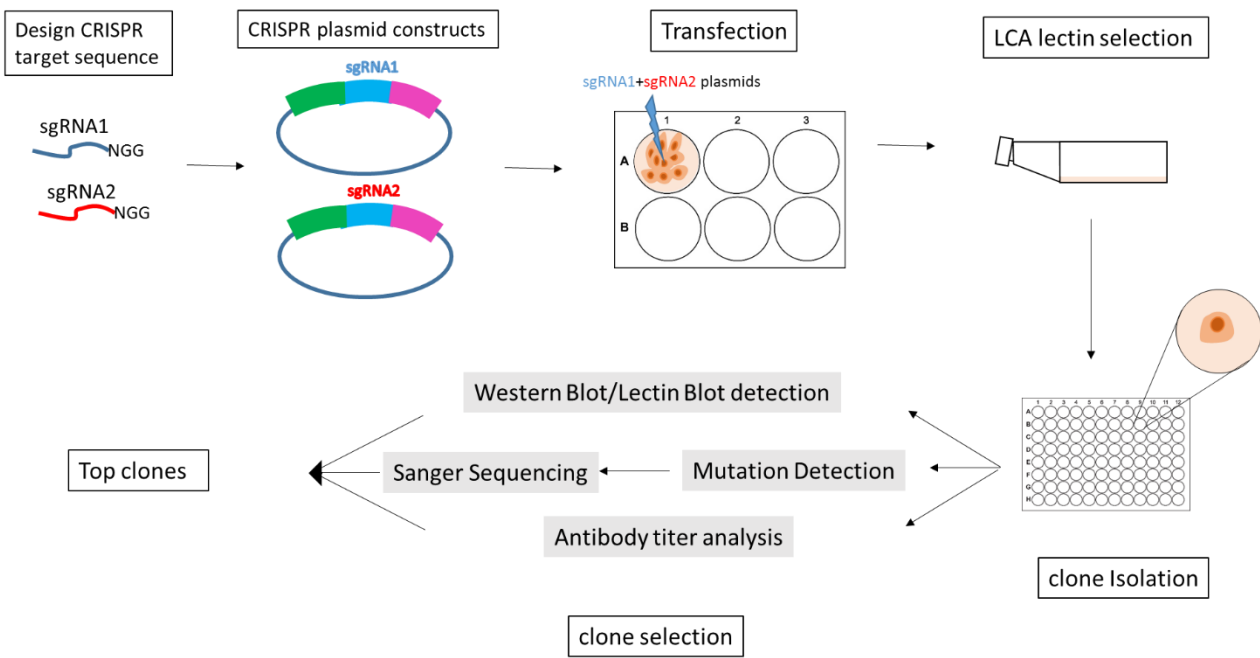 Design CRISPR
target sequence
CRISPR plasmid constructs
Transfection
LCA lectin selection
sgRNA1
sgRNA1
NGG
sgRNA2
NGG
sgRNA2
sgRNA1+sgRNA2 plasmids
1 2 3
A
B
Western Blot/Lectin Blot detection
Top clones
Sanger Sequencing
Mutation Detection
Antibody titer analysis
1 2 3 4 5 6 7 8 9 10 11 12
A
B
C
D
E
F
G
H
clone Isolation
clone selection